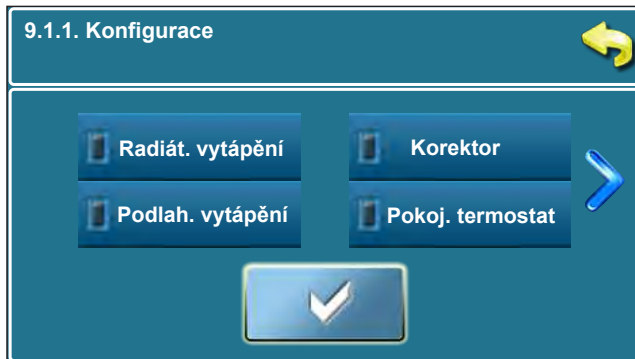 9.1.1. Konfigurace
Radiát. vytápění
Korektor
Podlah. vytápění
Pokoj. termostat